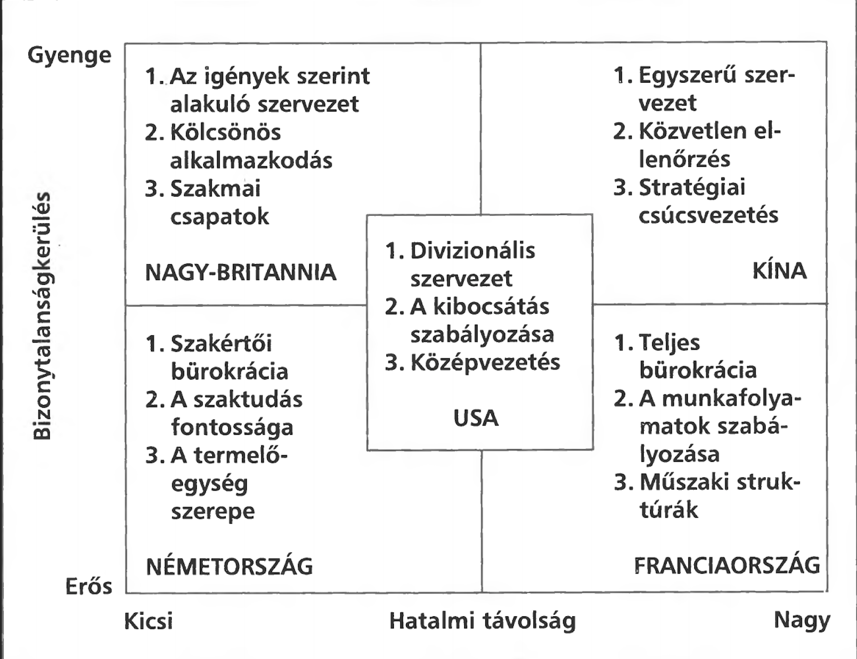 Gyenge
Bizonytalanságkerülés
Erős
1. Az igények szerint
alakuló szervezet
2. Kölcsönös
alkalmazkodás
3. Szakmai
csapatok
NAGY-BRITANNIA
1. Egyszerű szer-
vezet
2. Közvetlen el-
lenőrzés
3. Stratégiai
csúcsvezetés
KÍNA
1. Divizionális
szervezet
2. A kibocsátás
szabályozása
3. Középvezetés
USA
1. Szakértői
bürokrácia
2. A szaktudás
fontossága
3. A termelő-
egység
szerepe
NÉMETORSZÁG
1. Teljes
bürokrácia
2. A munkafolya-
matok szabá-
lyozása
3. Műszaki struk-
túrák
FRANCIAORSZÁG
Kicsi
Hatalmi távolság
Nagy